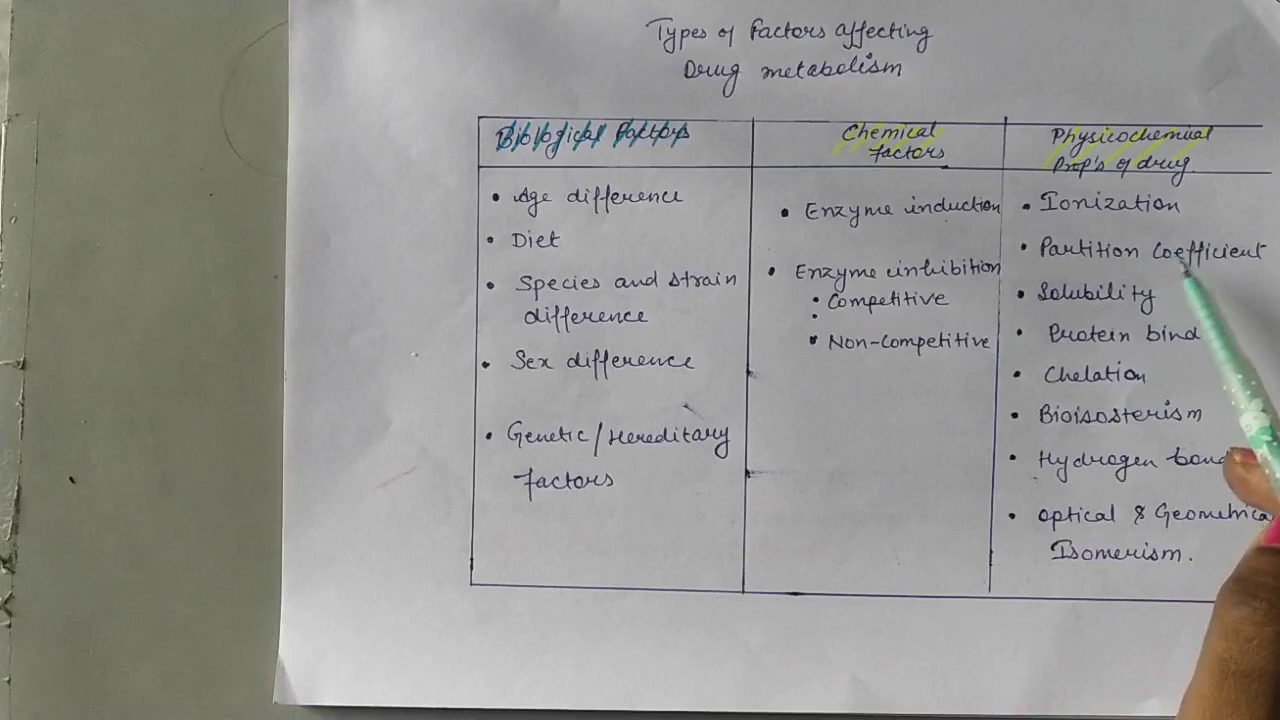 Types of Factors affecting
Drug metabolism
Biological Factors
Chemical
Factors
Physicochemical
Prop's of drug.
• Age difference
• Diet
• Species and strain
difference
• Sex difference
• Genetic / Hereditary
Factors
• Enzyme induction
• Enzyme inhibition
• Competitive
• Non-Competitive
• Ionization
• Partition Coefficient
• Solubility
• Protein bind
• Chelation
• Bioisosterism
• Hydrogen bond
• Optical & Geometrica
Isomerism.